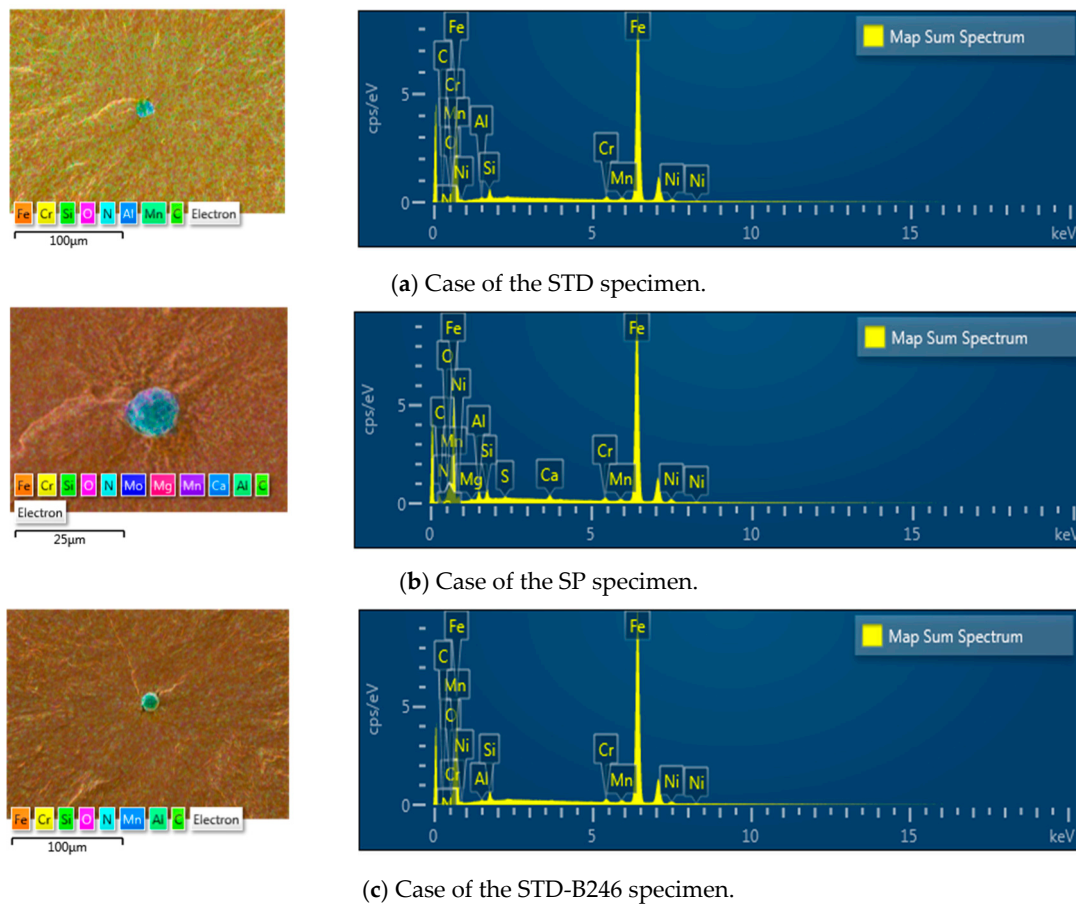 Fe Cr Si O N Al Mn C Electron
100µm
cps/eV
5
0
C
Fe
Cr
Mn
Al
Ni
Si
Cr
Mn
Fe
Ni
Ni
Map Sum Spectrum
0 5 10 15 keV
(a) Case of the STD specimen.
Fe Cr Si O N Mo Mg Mn Ca Al C
Electron
25µm
cps/eV
5
0
Fe
O
Ni
C
Al
Mn
Si
N
Mg
S
Ca
Cr
Mn
Fe
Ni
Ni
Map Sum Spectrum
0 5 10 15 keV
(b) Case of the SP specimen.
Fe Cr Si O N Mn Al C Electron
100µm
cps/eV
5
0
Fe
C
Mn
O
Ni
Si
Cr
Al
N
Cr
Mn
Fe
Ni
Ni
Map Sum Spectrum
0 5 10 15 keV
(c) Case of the STD-B246 specimen.